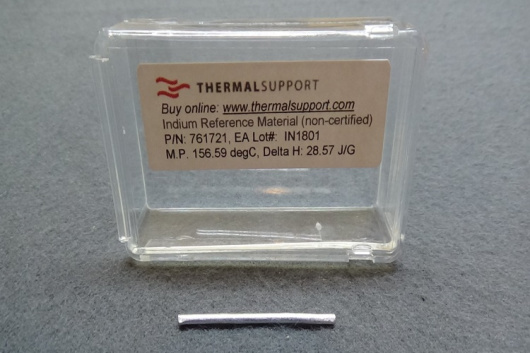 THERMALSUPPORT
Buy online: www.thermalsupport.com
Indium Reference Material (non-certified)
P/N: 761721, EA Lot#: IN1801
M.P. 156.59 degC, Delta H: 28.57 J/G